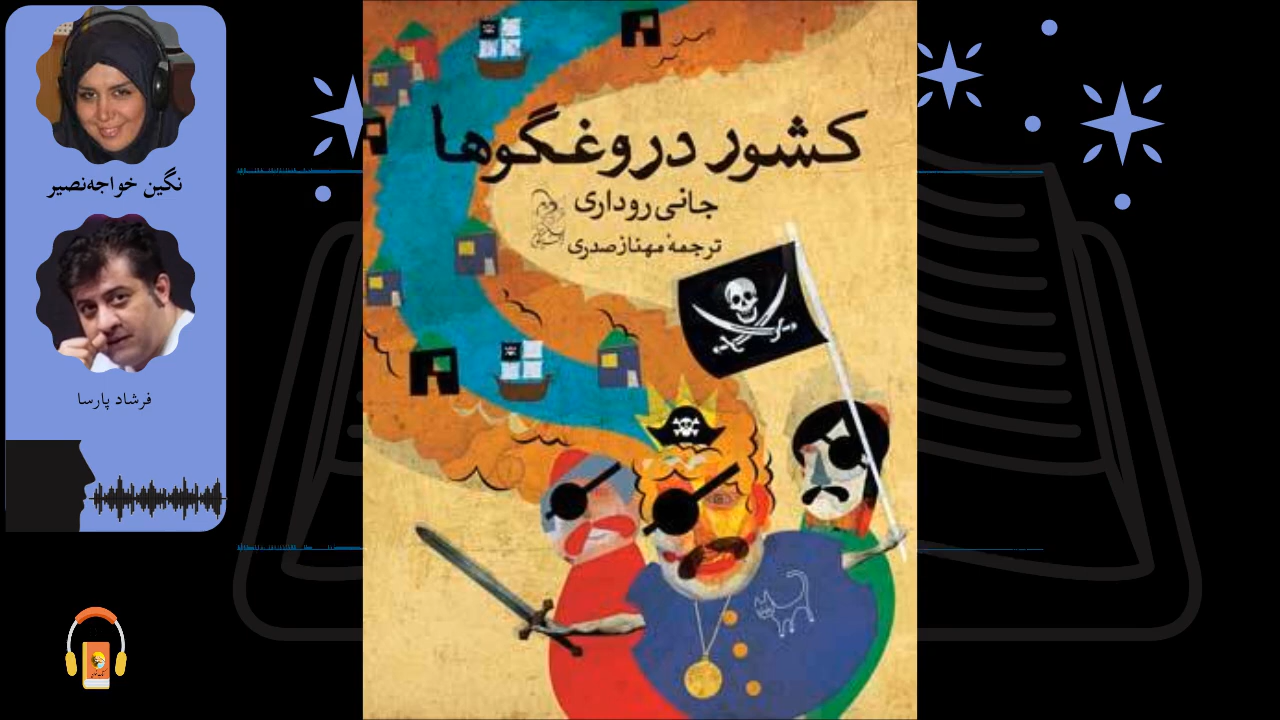 کشور دروغگوها
جانی روداری
ترجمهٔ مهناز صدری
نگین خواجه‌نصیر
فرشاد پارسا